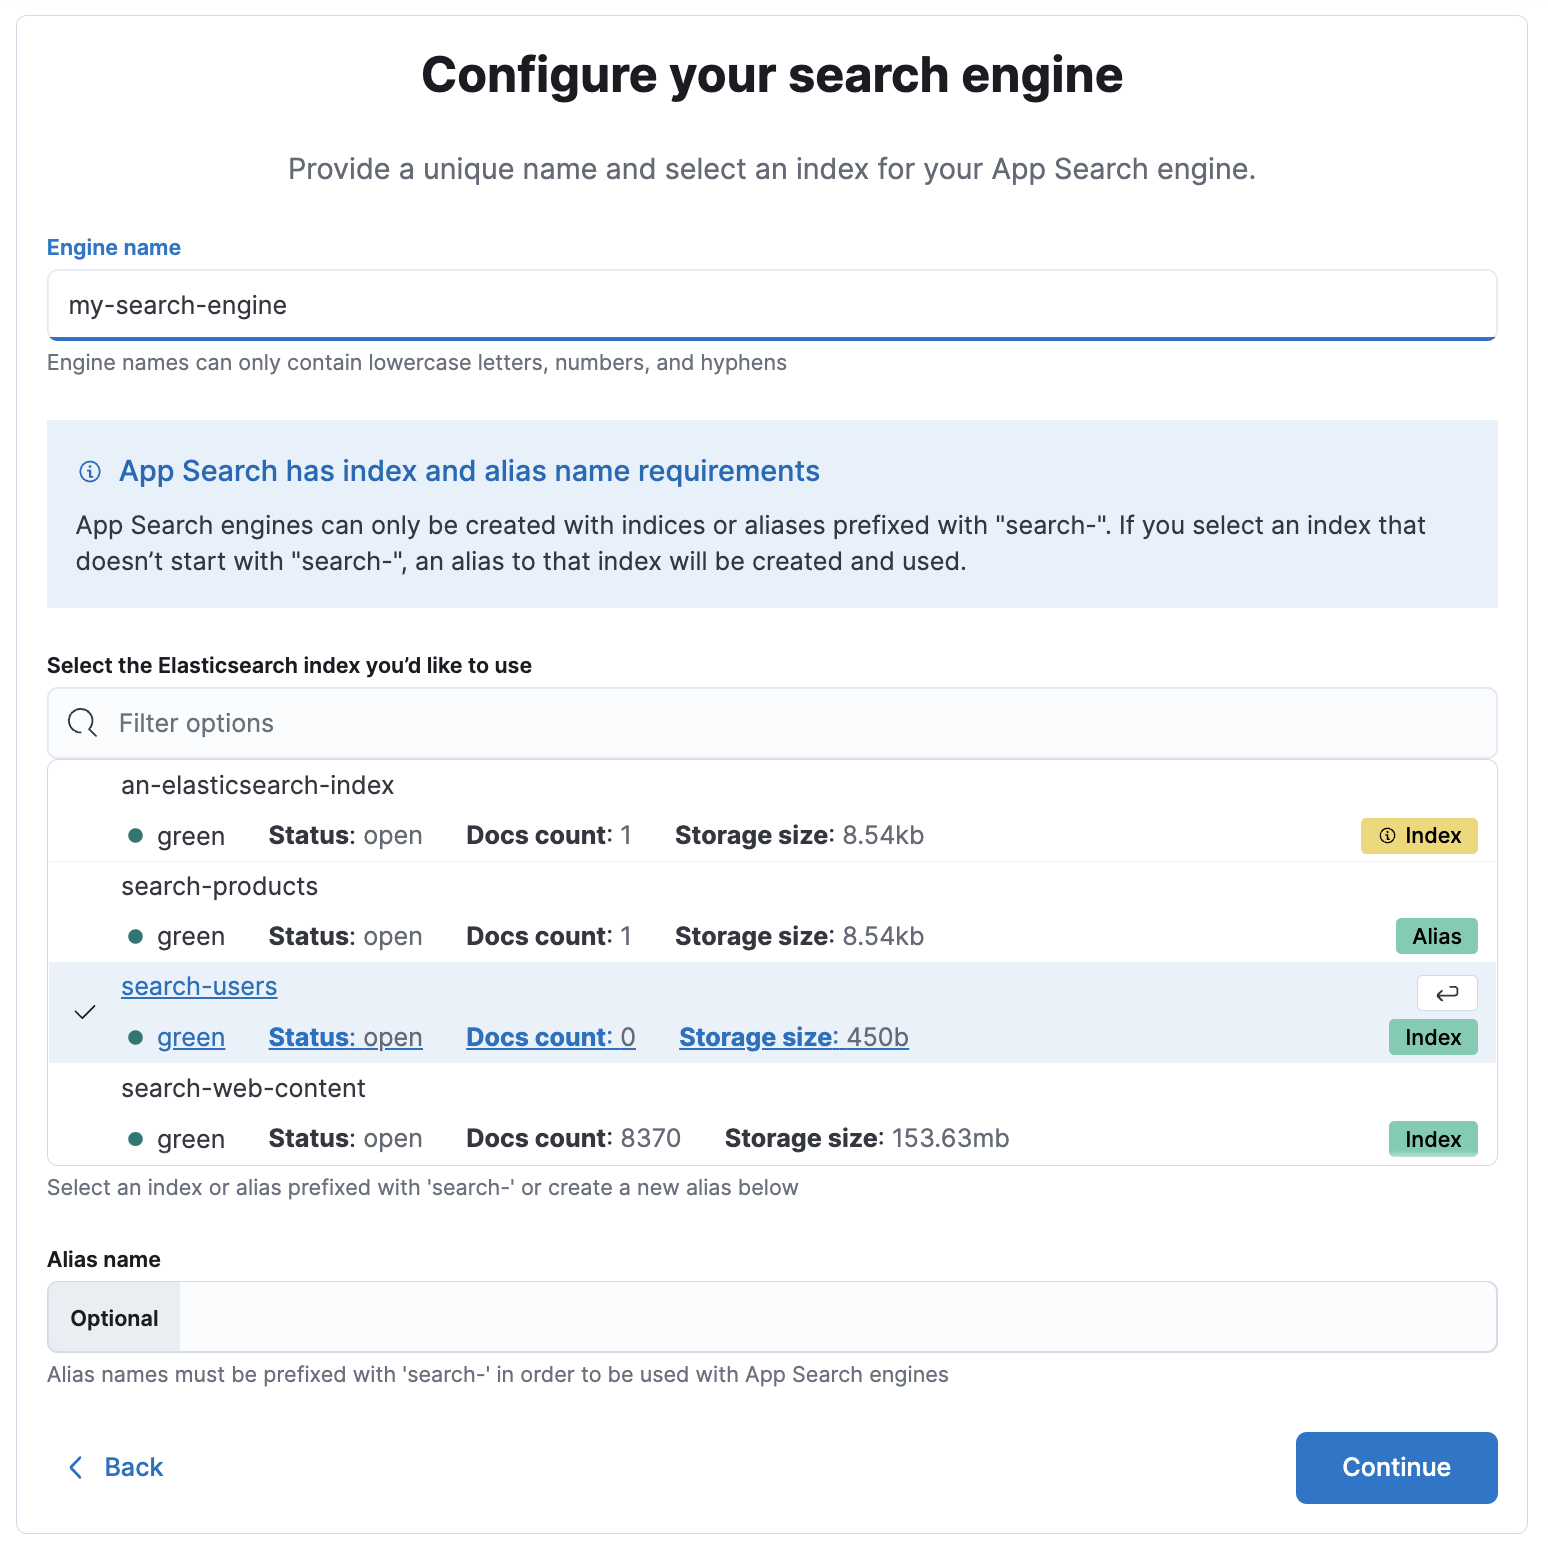 Configure your search engine
Provide a unique name and select an index for your App Search engine.
Engine name
my-search-engine
Engine names can only contain lowercase letters, numbers, and hyphens
App Search has index and alias name requirements
App Search engines can only be created with indices or aliases prefixed with "search-". If you select an index that
doesn’t start with "search-", an alias to that index will be created and used.
Select the Elasticsearch index you’d like to use
Filter options
an-elasticsearch-index
green Status: open Docs count: 1 Storage size: 8.54kb Index
search-products
green Status: open Docs count: 1 Storage size: 8.54kb Alias
search-users
green Status: open Docs count: 0 Storage size: 450b Index
search-web-content
green Status: open Docs count: 8370 Storage size: 153.63mb Index
Select an index or alias prefixed with 'search-' or create a new alias below
Alias name
Optional
Alias names must be prefixed with 'search-' in order to be used with App Search engines
Back Continue